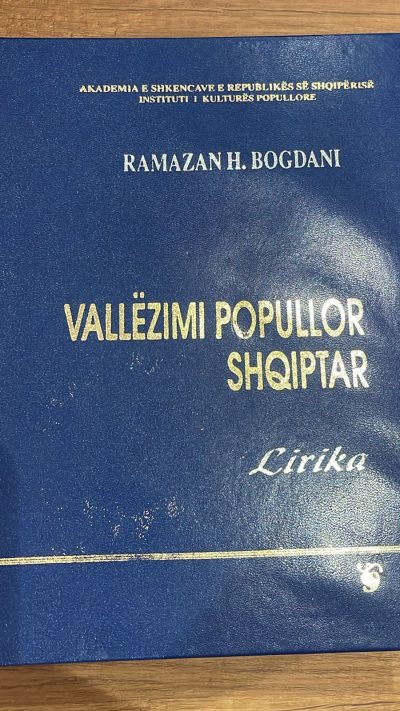 AKADEMIA E SHKENCAVE E REPUBLIKËS SË SHQIPËRISË
INSTITUTI I KULTURËS POPULLORE
RAMAZAN H. BOGDANI
VALLËZIMI POPULLOR
SHQIPTAR
Lirika